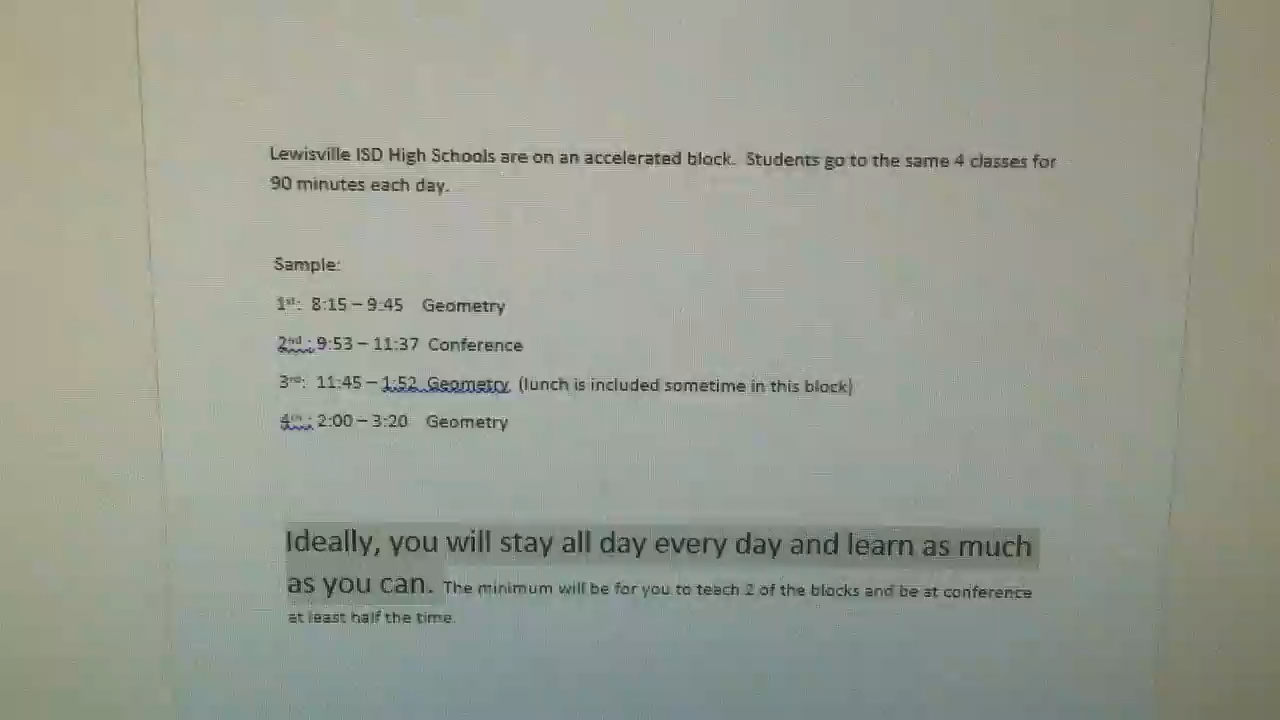 Lewisville ISD High Schools are on an accelerated block. Students go to the same 4 classes for
90 minutes each day.
Sample:
1st: 8:15 – 9:45 Geometry
2nd : 9:53 – 11:37 Conference
3rd: 11:45 – 1:52 Geometry (lunch is included sometime in this block)
4th : 2:00 – 3:20 Geometry
Ideally, you will stay all day every day and learn as much
as you can. The minimum will be for you to teach 2 of the blocks and be at conference
at least half the time.